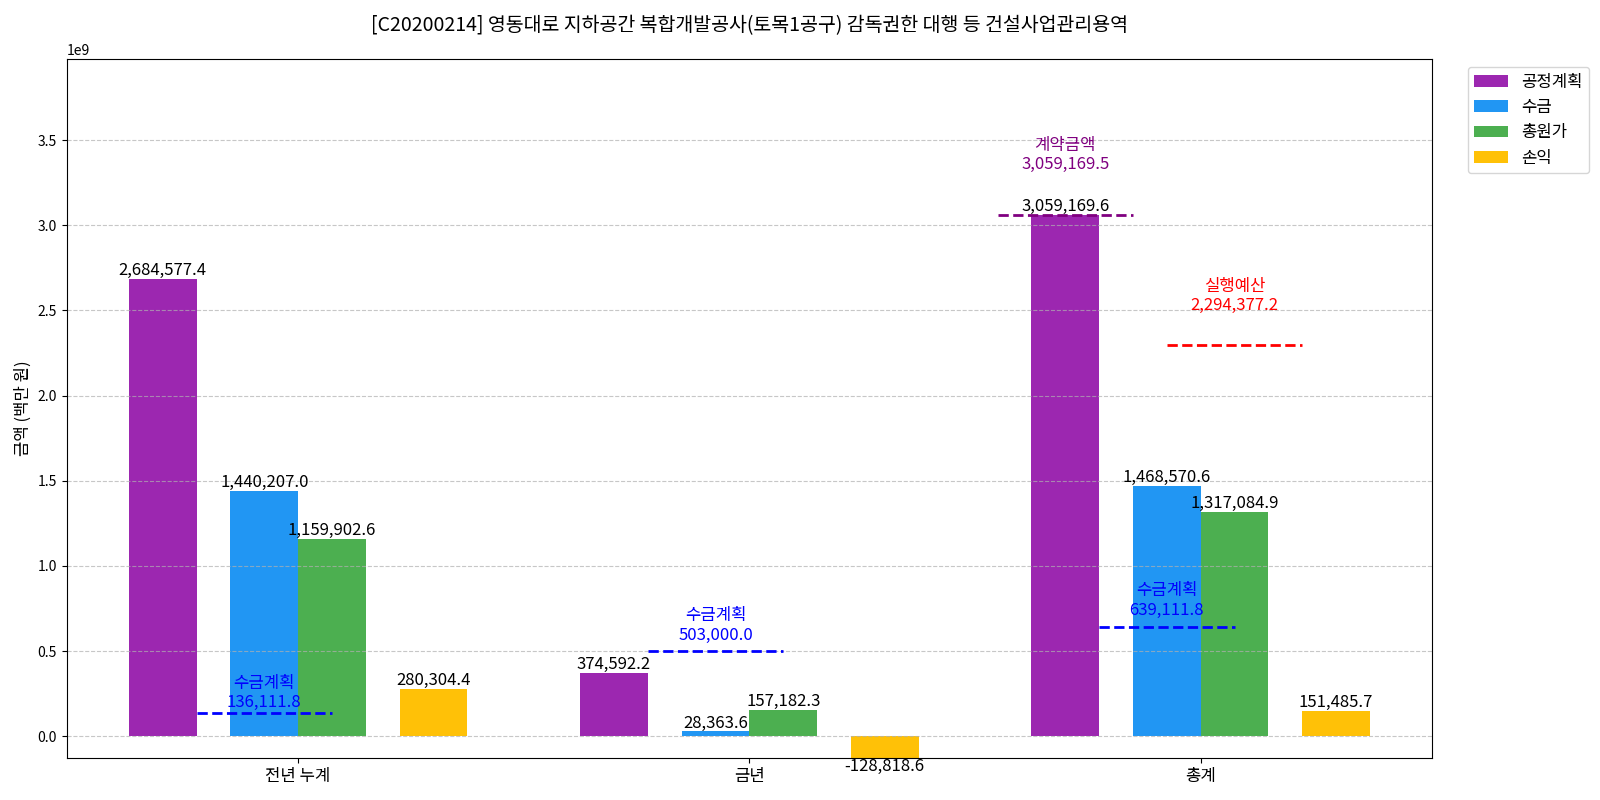 [C20200214] 영동대로 지하공간 복합개발공사(토목1공구) 감독권한 대행 등 건설사업관리용역
1e9
공정계획
수금
총원가
손익
금액 (백만 원)
3.5
3.0
2.5
2.0
1.5
1.0
0.5
0.0
계약금액
3,059,169.5
3,059,169.6
2,684,577.4
실행예산
2,294,377.2
1,440,207.0
1,468,570.6
1,159,902.6
1,317,084.9
수금계획
639,111.8
수금계획
503,000.0
374,592.2
수금계획
136,111.8
280,304.4
28,363.6
157,182.3
151,485.7
-128,818.6
전년 누계
금년
총계